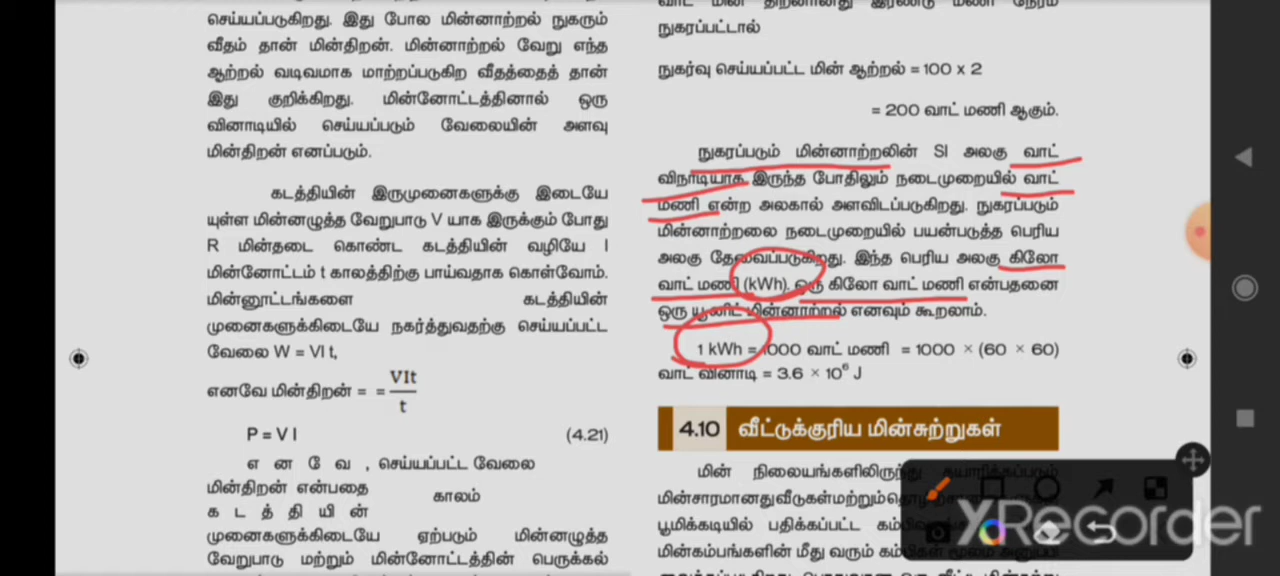 செய்யப்படுகிறது. இது போல மின்னாற்றல் நுகரும்
வீதம் தான் மின்திறன். மின்னாற்றல் வேறு எந்த
ஆற்றல் வடிவமாக மாற்றப்படுகிற வீதத்தைத் தான்
இது குறிக்கிறது. மின்னோட்டத்தினால் ஒரு
வினாடியில் செய்யப்படும் வேலையின் அளவு
மின்திறன் எனப்படும்.
கடத்தியின் இருமுனைகளுக்கு இடையே
யுள்ள மின்னழுத்த வேறுபாடு V யாக இருக்கும் போது
R மின்தடை கொண்ட கடத்தியின் வழியே I
மின்னோட்டம் t காலத்திற்கு பாய்வதாக கொள்வோம்.
மின்னூட்டங்களை கடத்தியின்
முனைகளுக்கிடையே நகர்த்துவதற்கு செய்யப்பட்ட
வேலை W = VI t,
எனவே மின்திறன் = = VIt
t
P = V I (4.21)
எ ன வே , செய்யப்பட்ட வேலை
மின்திறன் என்பதை காலம்
க ட த் தி யி ன்
முனைகளுக்கிடையே ஏற்படும் மின்னழுத்த
வேறுபாடு மற்றும் மின்னோட்டத்தின் பெருக்கல்
வாட் மின் திறனானது இரண்டு மணி நேரம்
நுகரப்பட்டால்
நுகர்வு செய்யப்பட்ட மின் ஆற்றல் = 100 x 2
= 200 வாட் மணி ஆகும்.
நுகரப்படும் மின்னாற்றலின் SI அலகு வாட்
விநாடியாக இருந்த போதிலும் நடைமுறையில் வாட்
மணி என்ற அலகால் அளவிடப்படுகிறது. நுகரப்படும்
மின்னாற்றலை நடைமுறையில் பயன்படுத்த பெரிய
அலகு தேவைப்படுகிறது. இந்த பெரிய அலகு கிலோ
வாட் மணி (kWh). ஒரு கிலோ வாட் மணி என்பதனை
ஒரு யூனிட் மின்னாற்றல் எனவும் கூறலாம்.
1 kWh = 1000 வாட் மணி = 1000 × (60 × 60)
வாட் வினாடி = 3.6 × 10⁶ J
4.10 வீட்டுக்குரிய மின்சுற்றுகள்
மின் நிலையங்களிலிருந்து
மின்சாரமானது வீடுகள் மற்றும்
பூமிக்கடியில் பதிக்கப்பட்ட
மின்கம்பங்களின் மீது வரும்
XRecorder